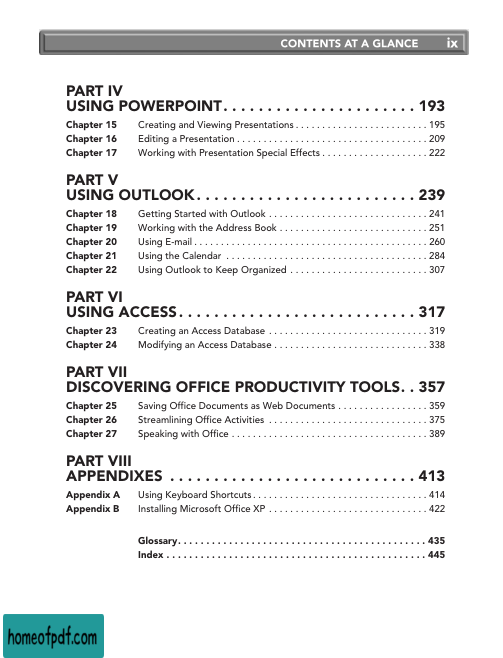 CONTENTS AT A GLANCE ix
PART IV
USING POWERPOINT. . . . . . . . . . . . . . . . . . . . . . 193
Chapter 15 Creating and Viewing Presentations . . . . . . . . . . . . . . . . . . . . . . . . 195
Chapter 16 Editing a Presentation . . . . . . . . . . . . . . . . . . . . . . . . . . . . . . . . . . 209
Chapter 17 Working with Presentation Special Effects . . . . . . . . . . . . . . . . . . . 222
PART V
USING OUTLOOK. . . . . . . . . . . . . . . . . . . . . . . . . 239
Chapter 18 Getting Started with Outlook . . . . . . . . . . . . . . . . . . . . . . . . . . . . 241
Chapter 19 Working with the Address Book . . . . . . . . . . . . . . . . . . . . . . . . . . 251
Chapter 20 Using E-mail . . . . . . . . . . . . . . . . . . . . . . . . . . . . . . . . . . . . . . . . . 260
Chapter 21 Using the Calendar . . . . . . . . . . . . . . . . . . . . . . . . . . . . . . . . . . . . 284
Chapter 22 Using Outlook to Keep Organized . . . . . . . . . . . . . . . . . . . . . . . . . 307
PART VI
USING ACCESS. . . . . . . . . . . . . . . . . . . . . . . . . . . 317
Chapter 23 Creating an Access Database . . . . . . . . . . . . . . . . . . . . . . . . . . . . 319
Chapter 24 Modifying an Access Database . . . . . . . . . . . . . . . . . . . . . . . . . . . 338
PART VII
DISCOVERING OFFICE PRODUCTIVITY TOOLS. . 357
Chapter 25 Saving Office Documents as Web Documents . . . . . . . . . . . . . . . . 359
Chapter 26 Streamlining Office Activities . . . . . . . . . . . . . . . . . . . . . . . . . . . . 375
Chapter 27 Speaking with Office . . . . . . . . . . . . . . . . . . . . . . . . . . . . . . . . . . . 389
PART VIII
APPENDIXES . . . . . . . . . . . . . . . . . . . . . . . . . . . . 413
Appendix A Using Keyboard Shortcuts. . . . . . . . . . . . . . . . . . . . . . . . . . . . . . . 414
Appendix B Installing Microsoft Office XP . . . . . . . . . . . . . . . . . . . . . . . . . . . . 422
Glossary. . . . . . . . . . . . . . . . . . . . . . . . . . . . . . . . . . . . . . . . . . . . 435
Index . . . . . . . . . . . . . . . . . . . . . . . . . . . . . . . . . . . . . . . . . . . . . . 445
homeofpdf.com